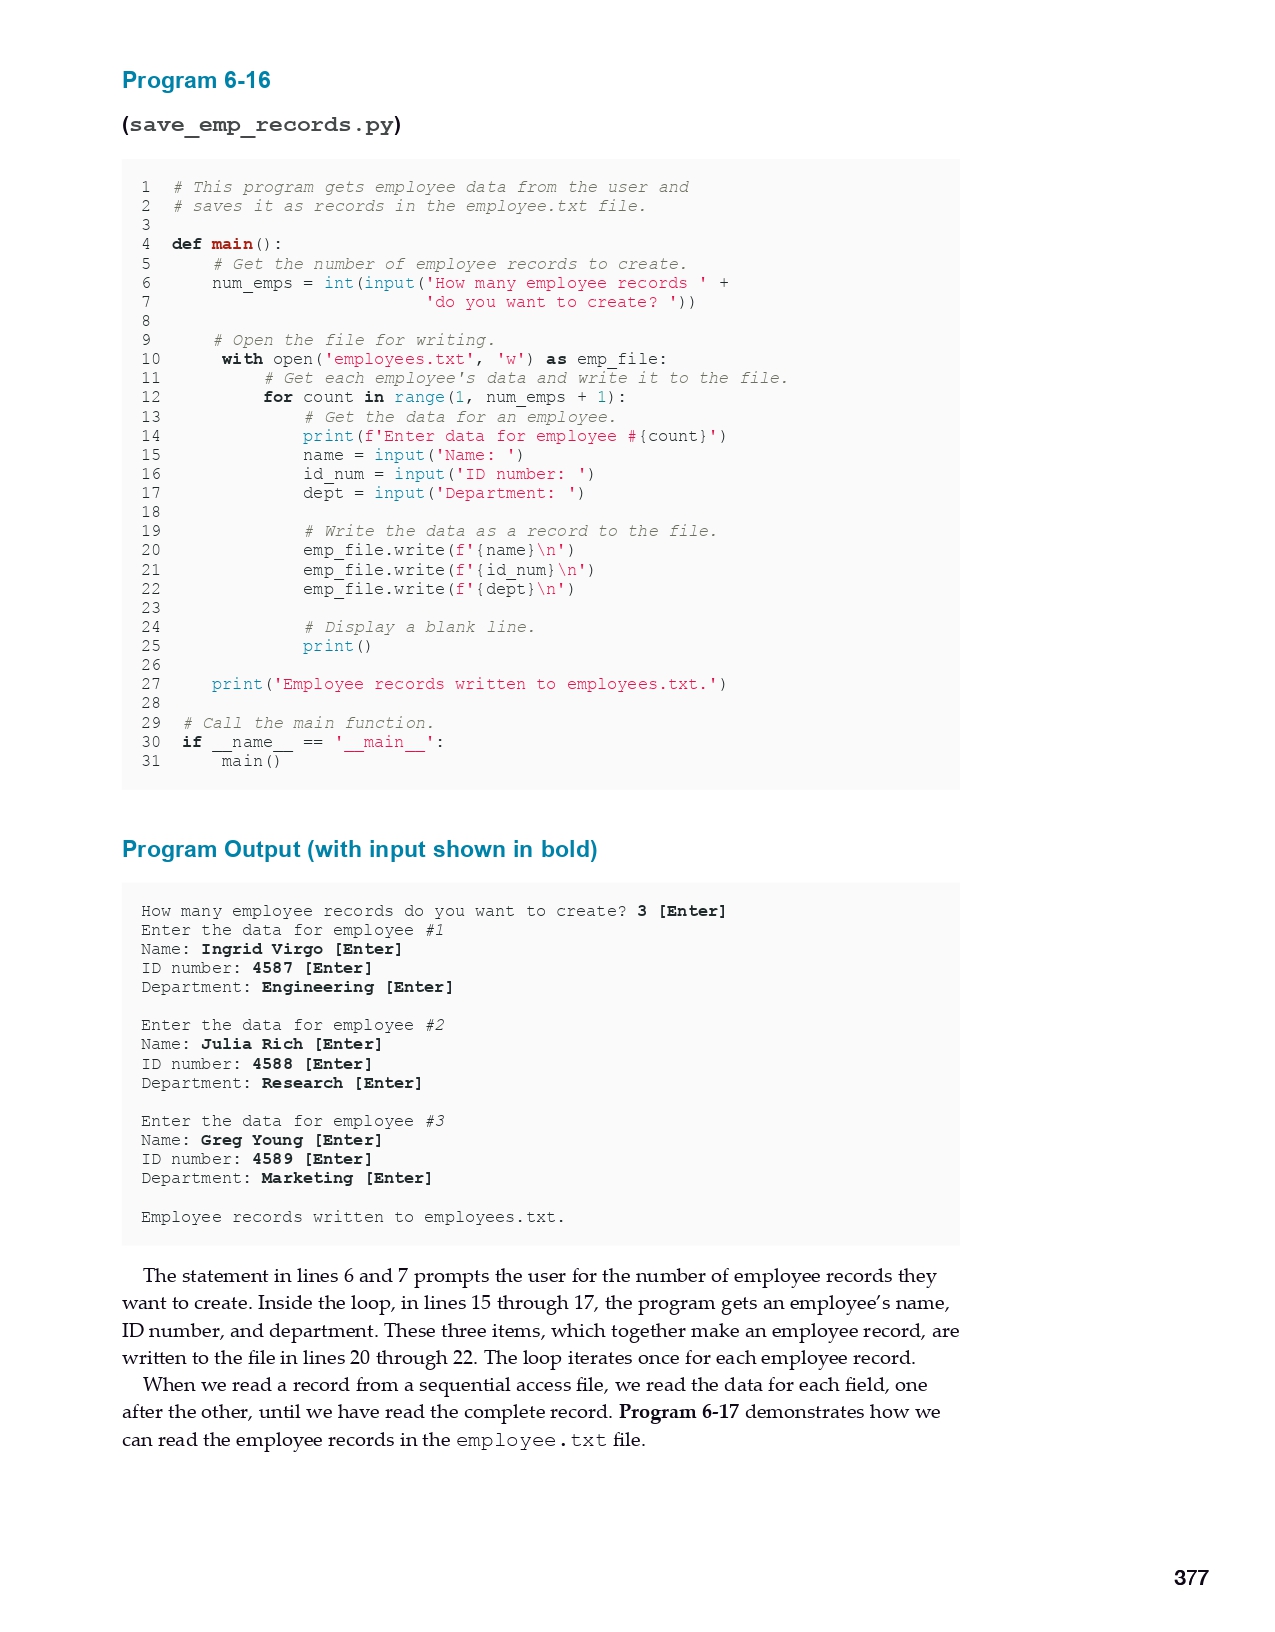 Program 6-16
(save_emp_records.py)
1 # This program gets employee data from the user and
2 # saves it as records in the employee.txt file.
3
4 def main():
5     # Get the number of employee records to create.
6     num_emps = int(input('How many employee records ' +
7                          'do you want to create? '))
8
9     # Open the file for writing.
10     with open('employees.txt', 'w') as emp_file:
11         # Get each employee's data and write it to the file.
12         for count in range(1, num_emps + 1):
13             # Get the data for an employee.
14             print(f'Enter data for employee #{count}')
15             name = input('Name: ')
16             id_num = input('ID number: ')
17             dept = input('Department: ')
18
19             # Write the data as a record to the file.
20             emp_file.write(f'{name}\n')
21             emp_file.write(f'{id_num}\n')
22             emp_file.write(f'{dept}\n')
23
24             # Display a blank line.
25             print()
26
27     print('Employee records written to employees.txt.')
28
29 # Call the main function.
30 if __name__ == '__main__':
31     main()
Program Output (with input shown in bold)
How many employee records do you want to create? 3 [Enter]
Enter the data for employee #1
Name: Ingrid Virgo [Enter]
ID number: 4587 [Enter]
Department: Engineering [Enter]
Enter the data for employee #2
Name: Julia Rich [Enter]
ID number: 4588 [Enter]
Department: Research [Enter]
Enter the data for employee #3
Name: Greg Young [Enter]
ID number: 4589 [Enter]
Department: Marketing [Enter]
Employee records written to employees.txt.
The statement in lines 6 and 7 prompts the user for the number of employee records they
want to create. Inside the loop, in lines 15 through 17, the program gets an employee’s name,
ID number, and department. These three items, which together make an employee record, are
written to the file in lines 20 through 22. The loop iterates once for each employee record.
When we read a record from a sequential access file, we read the data for each field, one
after the other, until we have read the complete record. Program 6-17 demonstrates how we
can read the employee records in the employee.txt file.
377